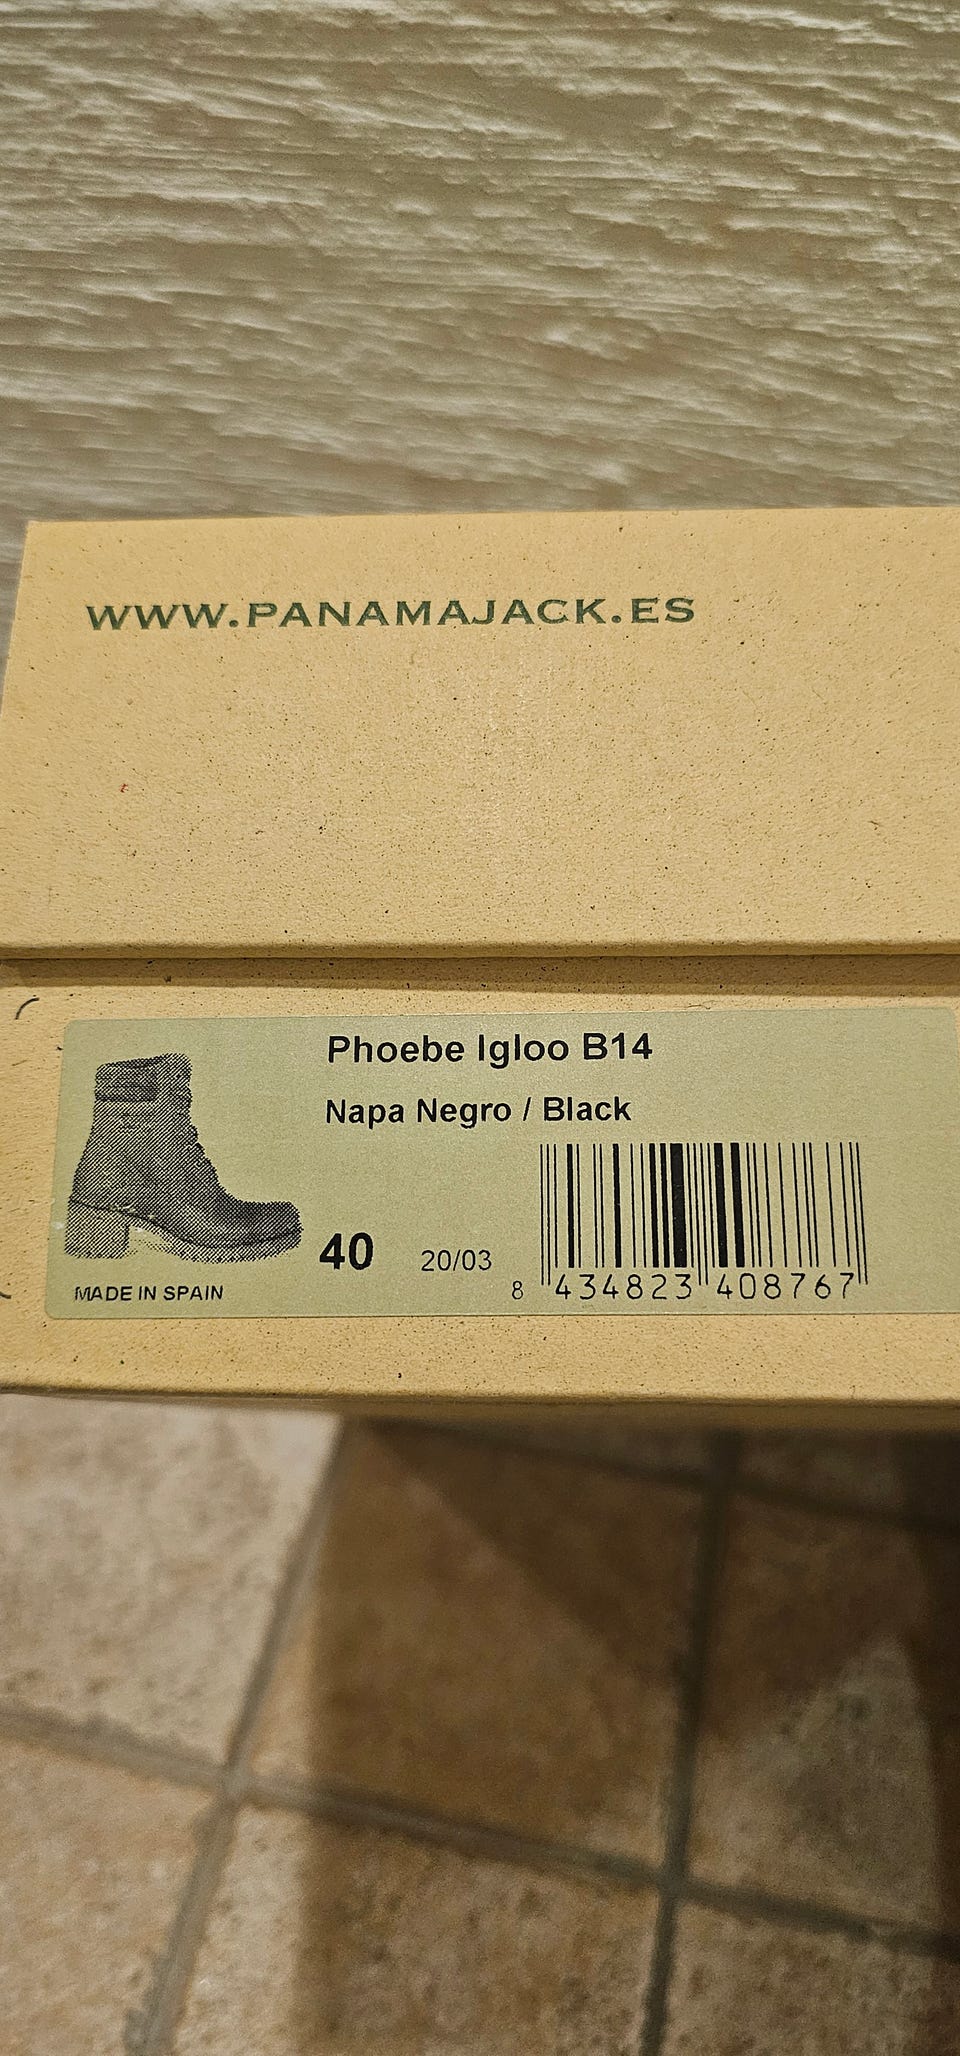 WWW.PANAMAJACK.ES
Phoebe Igloo B14
Napa Negro / Black
40
20/03
8 434823 408767
MADE IN SPAIN